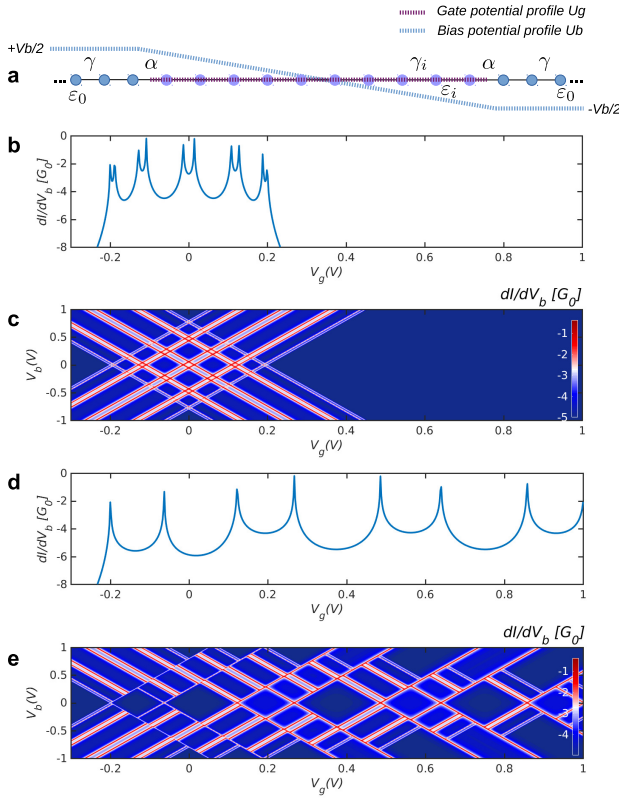 Gate potential profile Ug
Bias potential profile Ub
+Vb/2
a
γ
α
γi
α
γ
ε0
εi
ε0
-Vb/2
b
dI/dVb [G0]
0
-2
-4
-6
-8
-0.2 0 0.2 0.4 0.6 0.8 1
Vg(V)
c
dI/dVb [G0]
Vb(V)
1
0.5
0
-0.5
-1
-1
-2
-3
-4
-5
-0.2 0 0.2 0.4 0.6 0.8 1
Vg(V)
d
dI/dVb [G0]
0
-2
-4
-6
-8
-0.2 0 0.2 0.4 0.6 0.8 1
Vg(V)
e
dI/dVb [G0]
Vb(V)
1
0.5
0
-0.5
-1
-1
-2
-3
-4
-0.2 0 0.2 0.4 0.6 0.8 1
Vg(V)